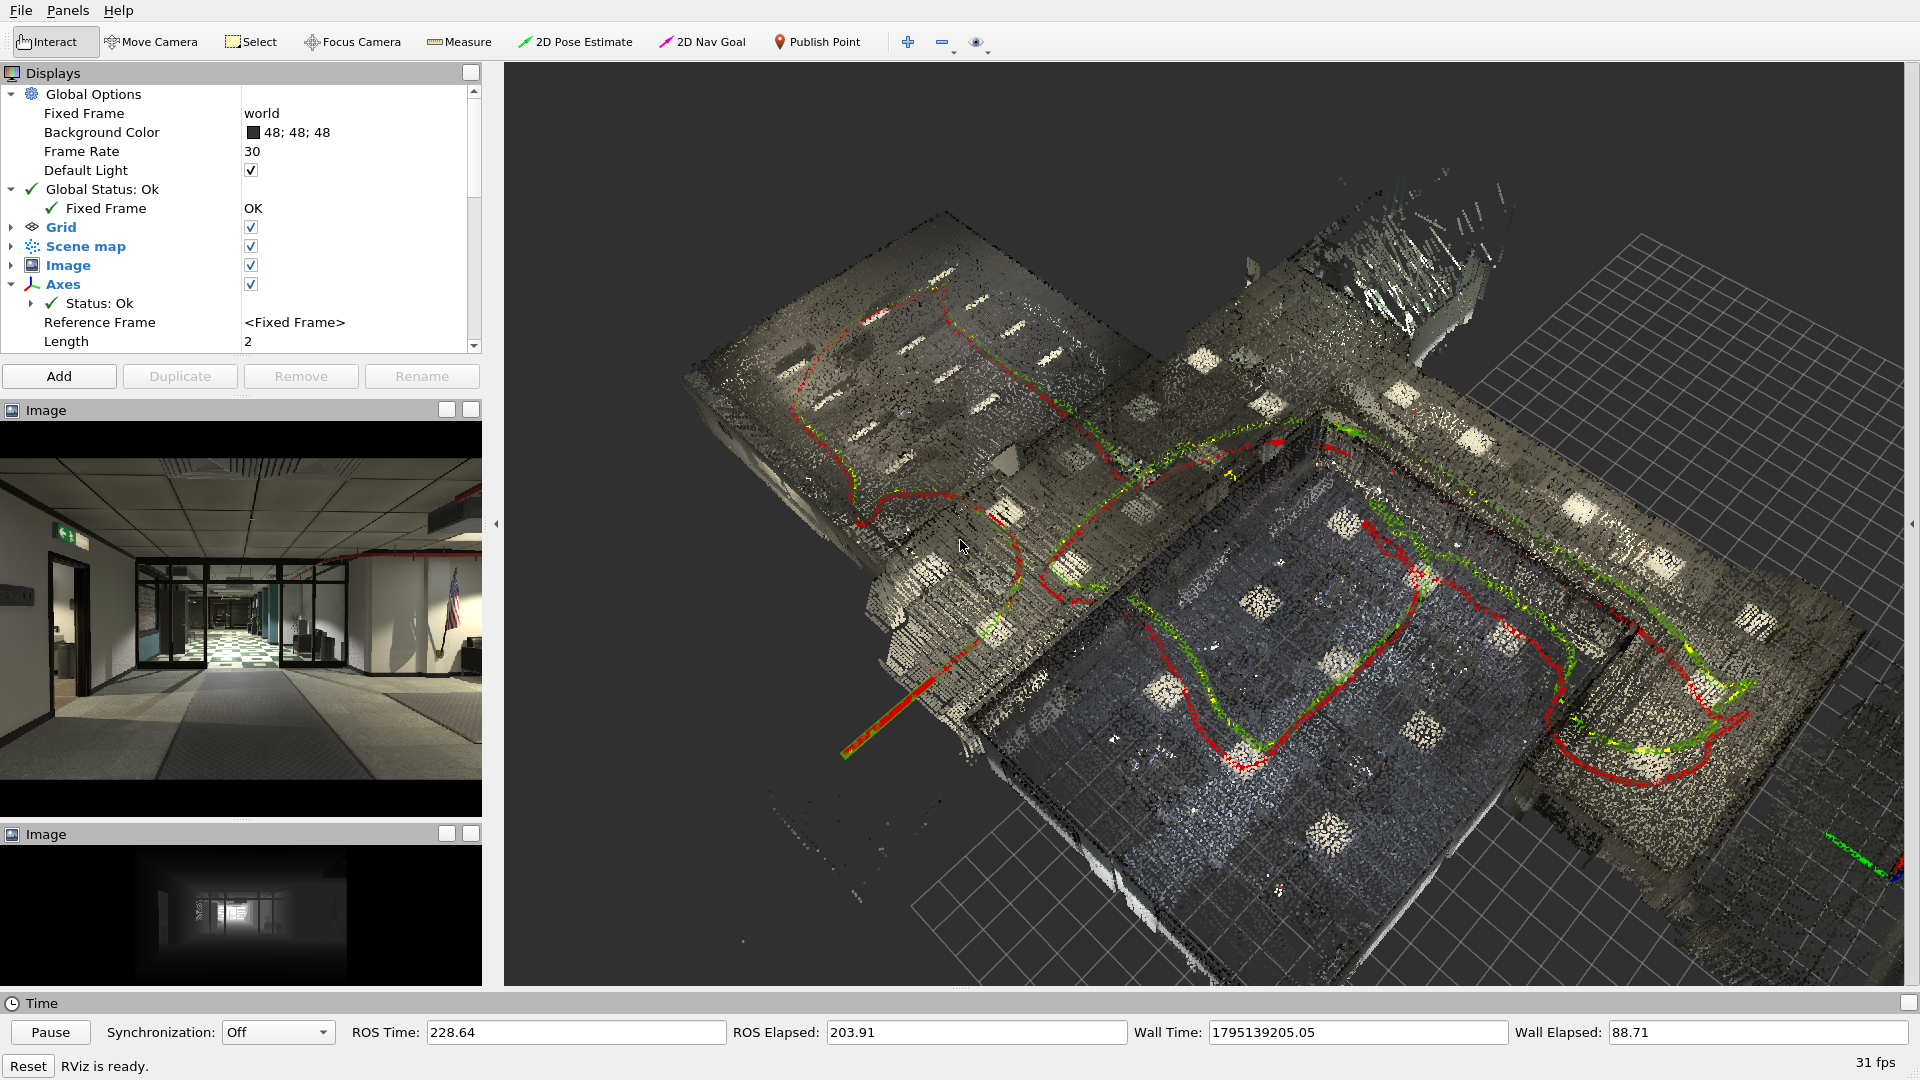 File Panels Help
Interact Move Camera Select Focus Camera Measure 2D Pose Estimate 2D Nav Goal Publish Point
Displays
Global Options
Fixed Frame world
Background Color 48; 48; 48
Frame Rate 30
Default Light
Global Status: Ok
Fixed Frame OK
Grid
Scene map
Image
Axes
Status: Ok
Reference Frame <Fixed Frame>
Length 2
Add Duplicate Remove Rename
Image
Image
Time
Pause Synchronization: Off ROS Time: 228.64 ROS Elapsed: 203.91 Wall Time: 1795139205.05 Wall Elapsed: 88.71
Reset RViz is ready. 31 fps